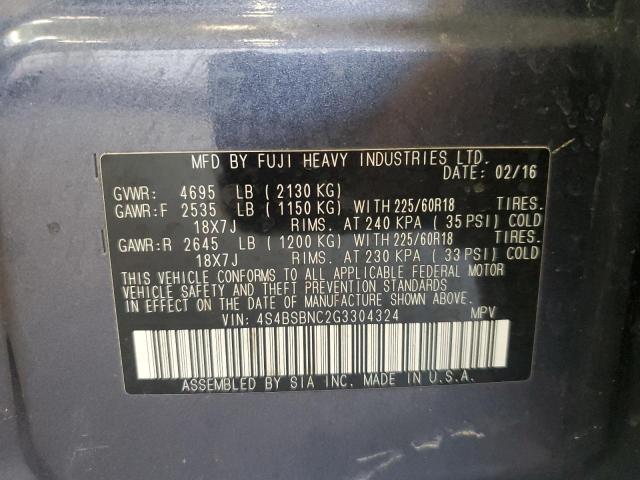 MFD BY FUJI HEAVY INDUSTRIES LTD.
DATE: 02/16
GVWR: 4695 LB ( 2130 KG)
GAWR:F 2535 LB ( 1150 KG) WITH 225/60R18 TIRES.
18X7J RIMS. AT 240 KPA ( 35 PSI) COLD
GAWR:R 2645 LB ( 1200 KG) WITH 225/60R18 TIRES.
18X7J RIMS. AT 230 KPA ( 33 PSI) COLD
THIS VEHICLE CONFORMS TO ALL APPLICABLE FEDERAL MOTOR
VEHICLE SAFETY AND THEFT PREVENTION STANDARDS
IN EFFECT ON THE DATE OF MANUFACTURE SHOWN ABOVE.
VIN: 4S4BSBNC2G3304324 MPV
ASSEMBLED BY SIA INC. MADE IN U.S.A.